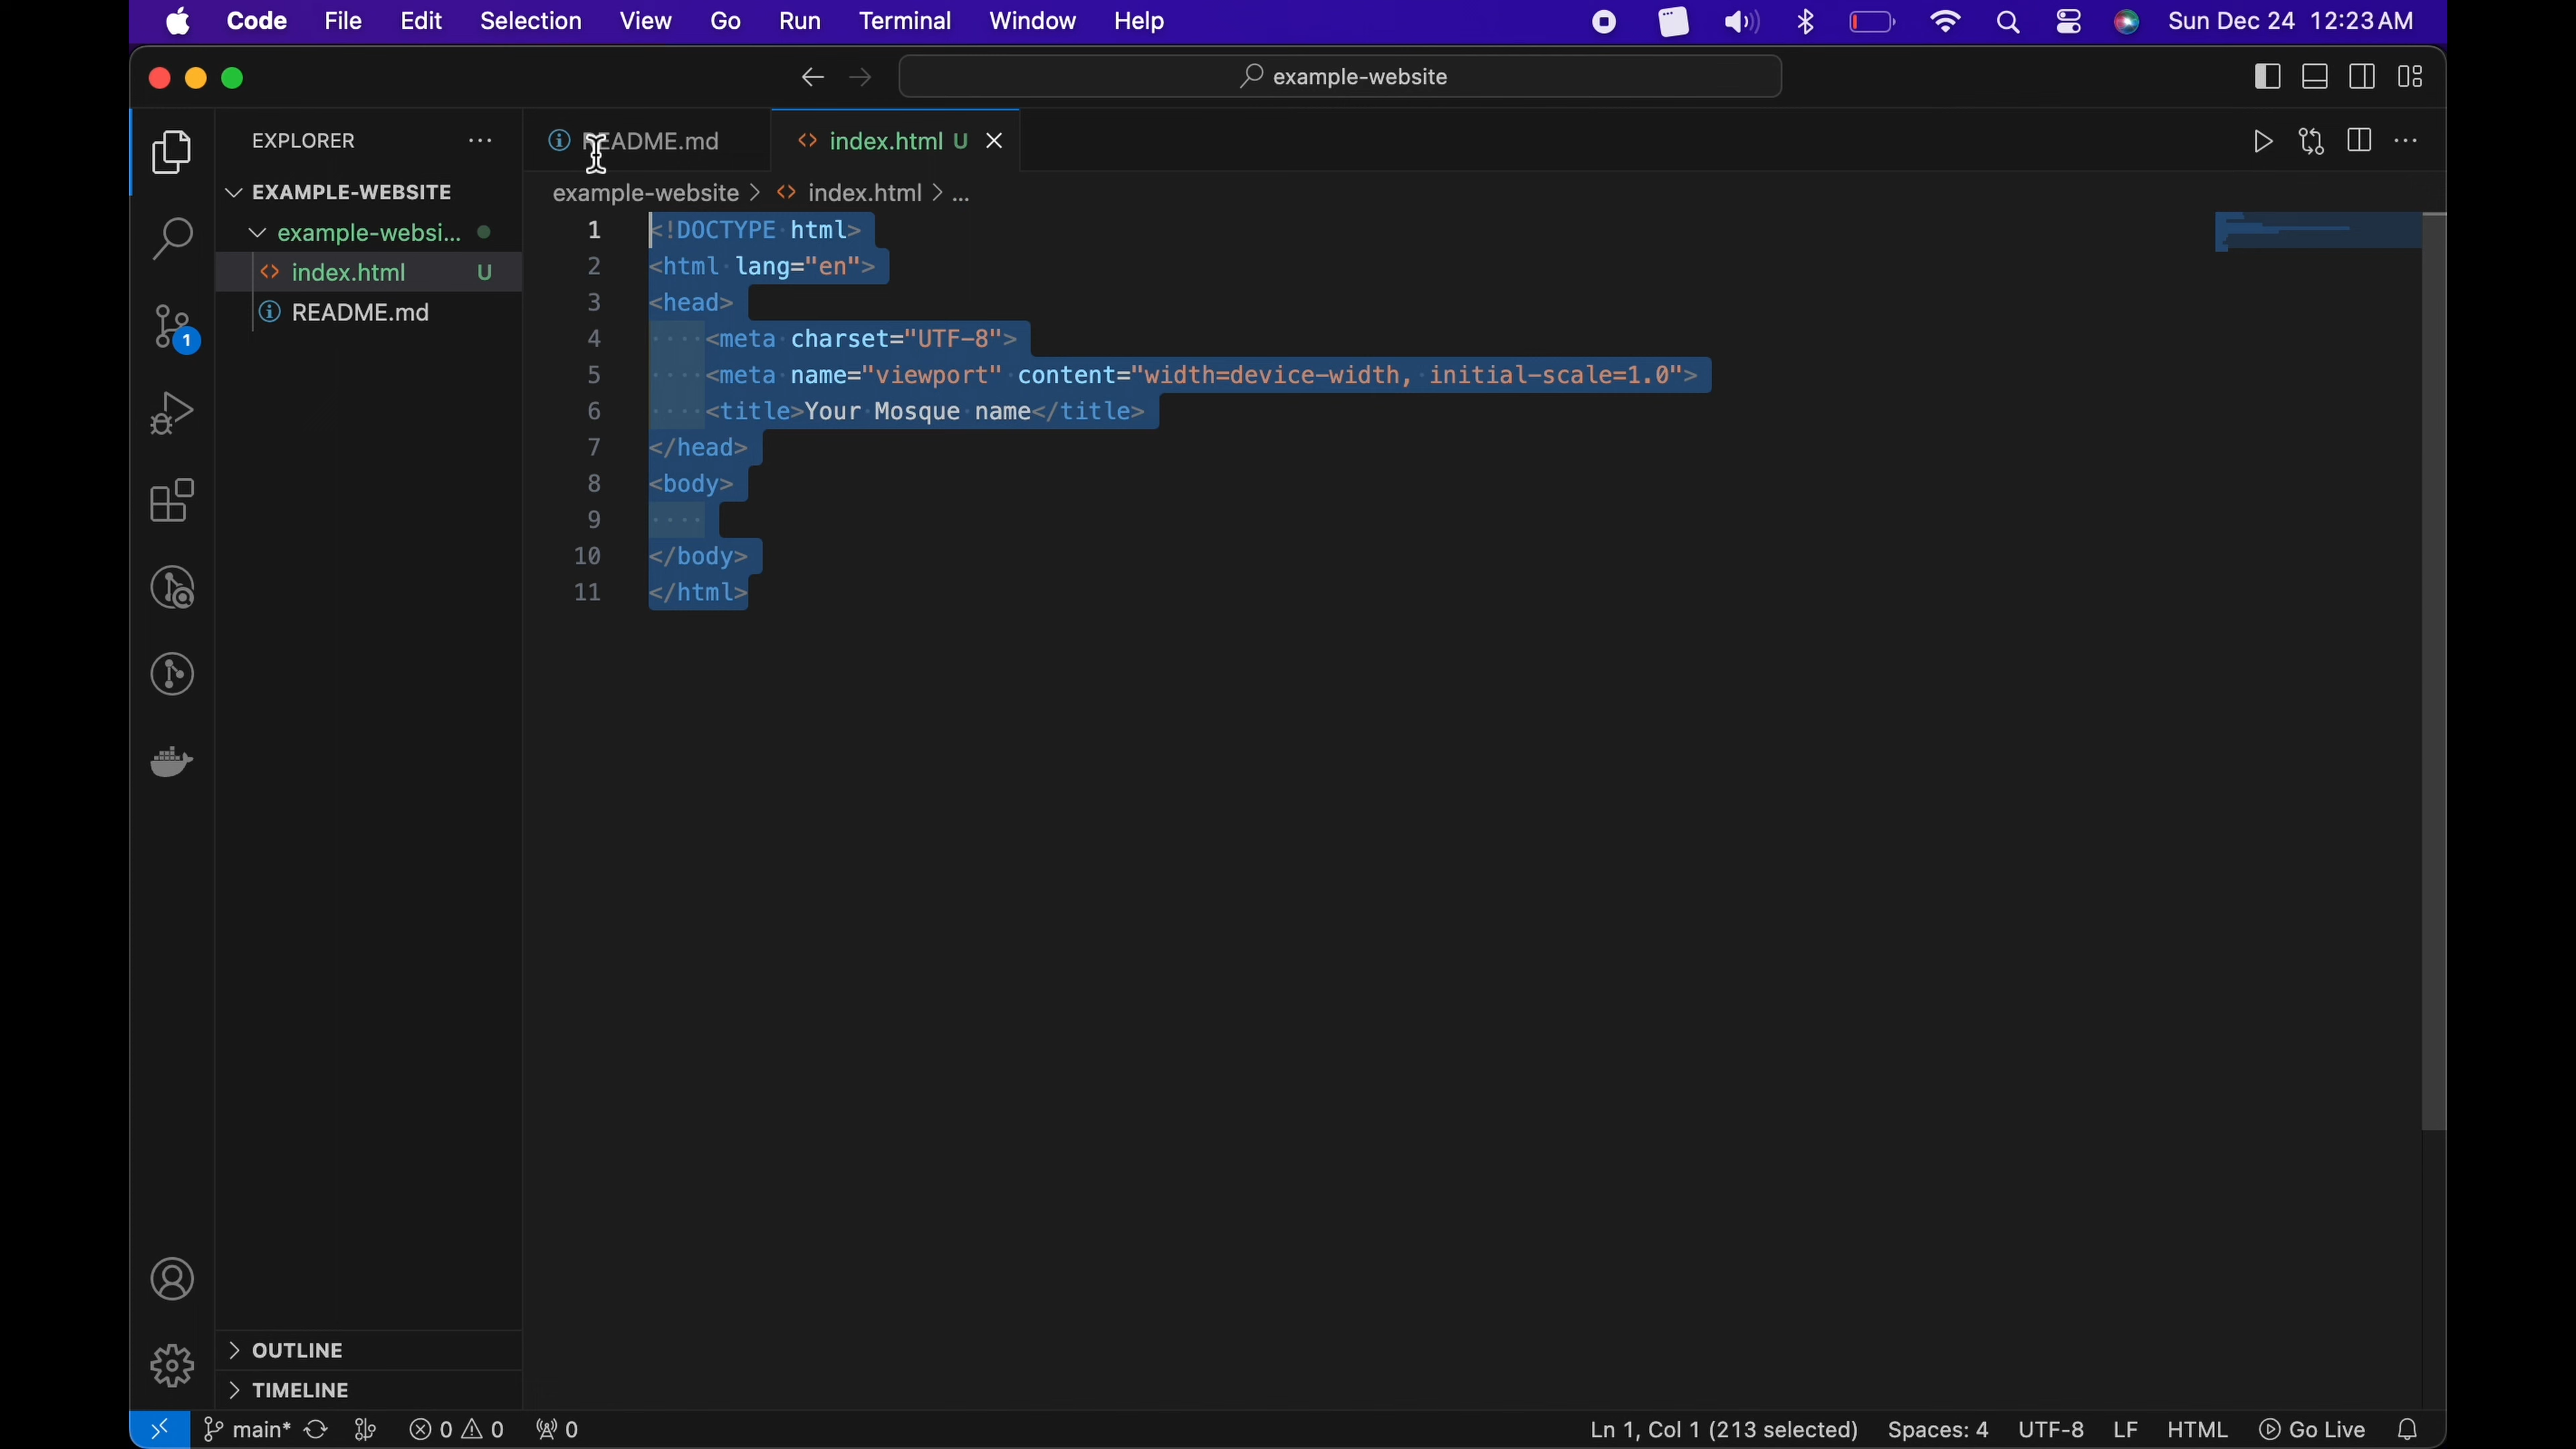 Code File Edit Selection View Go Run Terminal Window Help Sun Dec 24 12:23 AM
example-website
EXPLORER
README.md index.html U
EXAMPLE-WEBSITE
example-website > index.html > ...
example-websi...
index.html U
README.md
1
1 <!DOCTYPE html>
2 <html lang="en">
3 <head>
4     <meta charset="UTF-8">
5     <meta name="viewport" content="width=device-width, initial-scale=1.0">
6     <title>Your Mosque name</title>
7 </head>
8 <body>
9
10 </body>
11 </html>
OUTLINE
TIMELINE
main* 0 0 0 Ln 1, Col 1 (213 selected) Spaces: 4 UTF-8 LF HTML Go Live